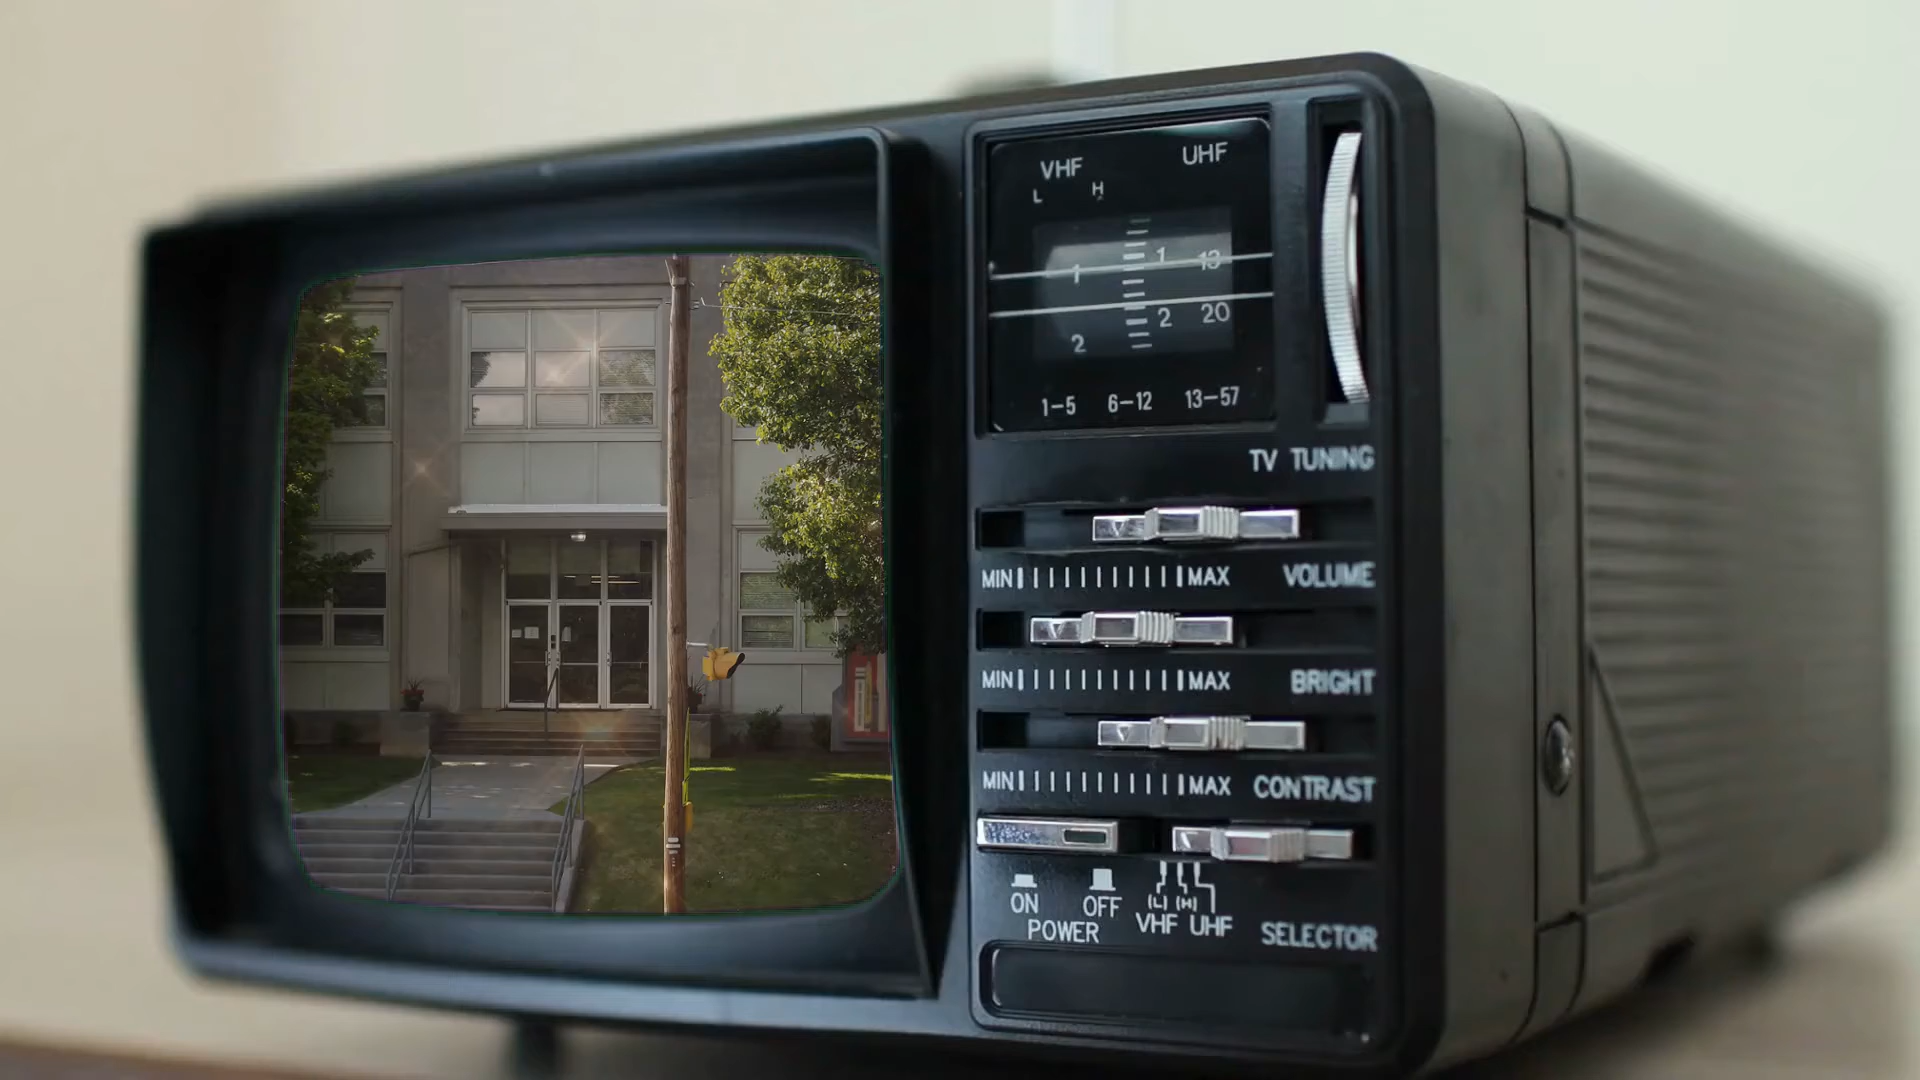 VHF UHF
L H
1 1 13
2 2 20
1-5 6-12 13-57
TV TUNING
MIN MAX VOLUME
MIN MAX BRIGHT
MIN MAX CONTRAST
ON OFF (L) (H)
POWER VHF UHF SELECTOR